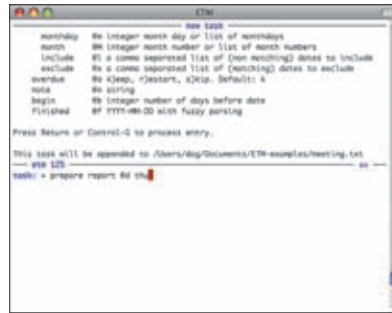 ETM
new task
monthday @m integer month day or list of monthdays
month @M integer month number or list of month numbers
include @i a comma separated list of (non matching) dates to include
exclude @x a comma separated list of (matching) dates to exclude
overdue @o k)eep, r)estart, s)kip. Default: k
note @n string
begin @b integer number of days before date
finished @f YYYY-MM-DD with fuzzy parsing
Press Return or Control-G to process entry.
This task will be appended to /Users/dag/Documents/ETM-examples/meeting.txt
etm 125
task: + prepare report @d thu